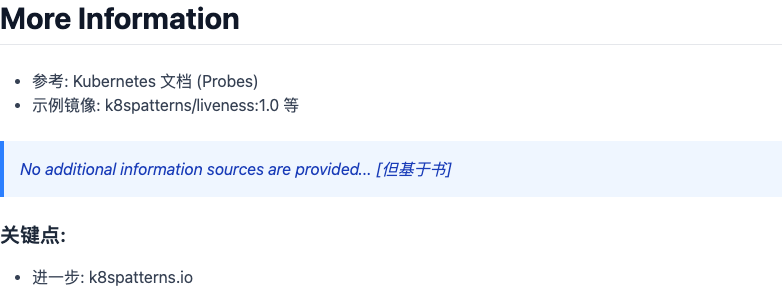 More Information
参考: Kubernetes 文档 (Probes)
示例镜像: k8spatterns/liveness:1.0 等
No additional information sources are provided... [但基于书]
关键点:
进一步: k8spatterns.io